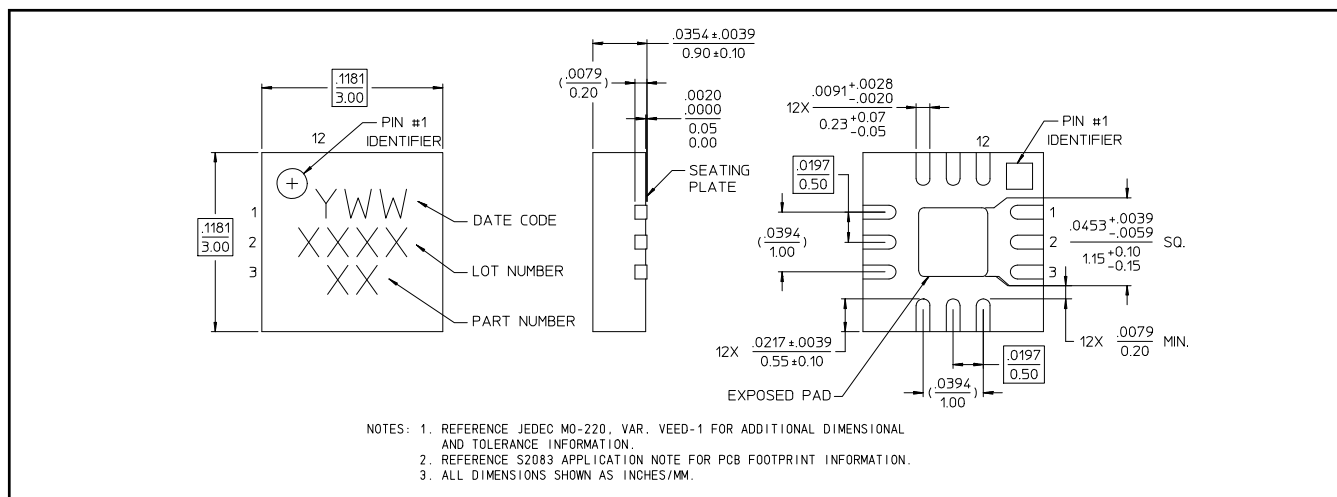 .1181
3.00
PIN #1
IDENTIFIER
12
.1181
3.00
1
2
3
YWW
XXXX
XX
DATE CODE
LOT NUMBER
PART NUMBER
.0354±.0039
0.90±0.10
(.0079
0.20)
.0020
.0000
0.05
0.00
SEATING
PLATE
12X .0091 +.0028 -.0020
0.23 +0.07 -0.05
12
PIN #1
IDENTIFIER
.0197
0.50
(.0394
1.00)
1
2
3
.0453 +.0039 -.0059
1.15 +0.10 -0.15
SQ.
12X .0217±.0039
0.55±0.10
12X .0079
0.20 MIN.
.0197
0.50
(.0394
1.00)
EXPOSED PAD
NOTES: 1. REFERENCE JEDEC MO-220, VAR. VEED-1 FOR ADDITIONAL DIMENSIONAL
AND TOLERANCE INFORMATION.
2. REFERENCE S2083 APPLICATION NOTE FOR PCB FOOTPRINT INFORMATION.
3. ALL DIMENSIONS SHOWN AS INCHES/MM.